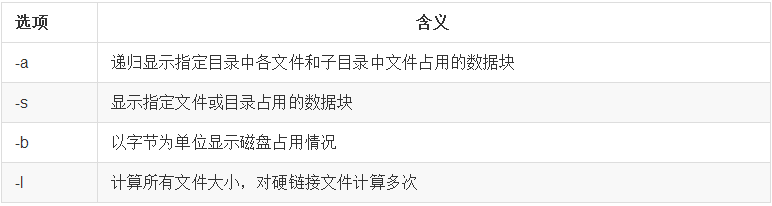 选项 含义
-a 递归显示指定目录中各文件和子目录中文件占用的数据块
-s 显示指定文件或目录占用的数据块
-b 以字节为单位显示磁盘占用情况
-l 计算所有文件大小，对硬链接文件计算多次